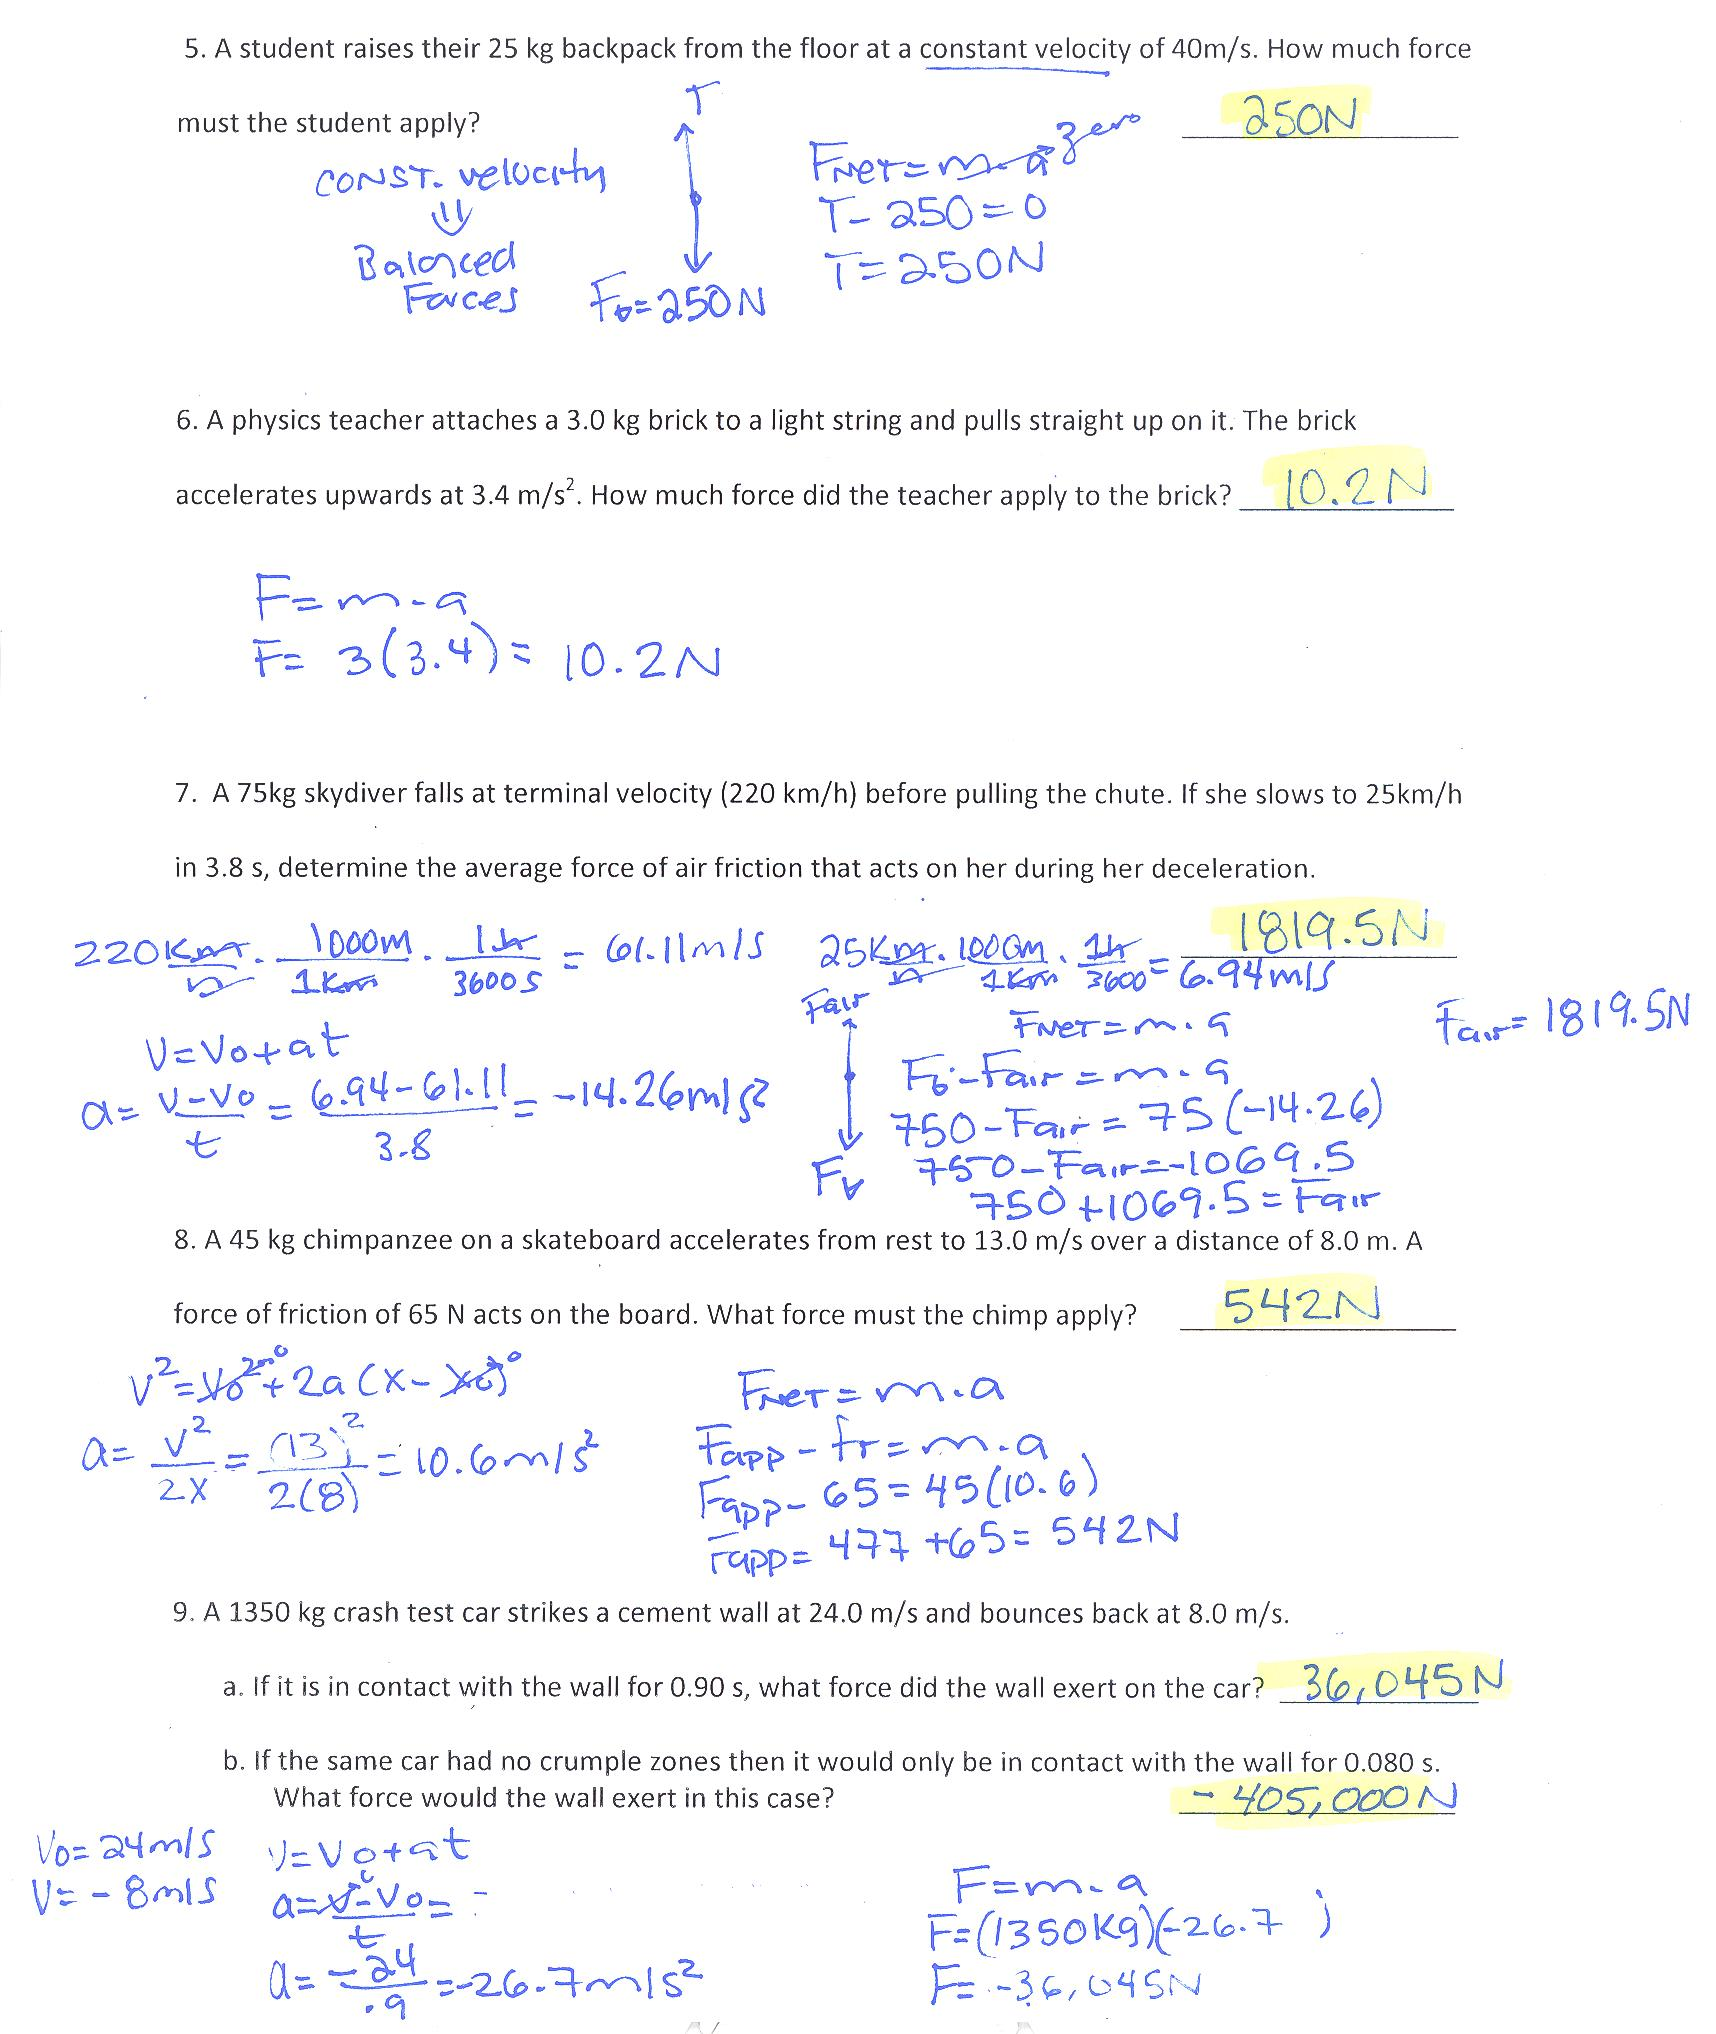 5. A student raises their 25 kg backpack from the floor at a constant velocity of 40m/s. How much force
must the student apply?
250N
T
CONST. velocity
⇓
Balanced
Forces
Fg=250N
FNET=m·a zero
T-250=0
T=250N
6. A physics teacher attaches a 3.0 kg brick to a light string and pulls straight up on it. The brick
accelerates upwards at 3.4 m/s². How much force did the teacher apply to the brick? 10.2N
F=m·a
F= 3(3.4)= 10.2N
7. A 75kg skydiver falls at terminal velocity (220 km/h) before pulling the chute. If she slows to 25km/h
in 3.8 s, determine the average force of air friction that acts on her during her deceleration.
1819.5N
220 Km/h · 1000m/1Km · 1h/3600s = 61.11m/s
25Km/h · 1000m/1Km · 1h/3600 = 6.94m/s
V=Vo+at
a= V-Vo/t = 6.94-61.11/3.8 = -14.26m/s²
Fair
Fg
FNET=m·a
Fg-Fair=m·a
750-Fair=75(-14.26)
750-Fair=-1069.5
750+1069.5=Fair
Fair= 1819.5N
8. A 45 kg chimpanzee on a skateboard accelerates from rest to 13.0 m/s over a distance of 8.0 m. A
force of friction of 65 N acts on the board. What force must the chimp apply?
542N
V²=Vo²+2a(x-xo)
a= V²/2X = (13)²/2(8) = 10.6m/s²
FNET=m·a
Fapp-fr=m·a
Fapp-65=45(10.6)
Fapp= 477+65= 542N
9. A 1350 kg crash test car strikes a cement wall at 24.0 m/s and bounces back at 8.0 m/s.
a. If it is in contact with the wall for 0.90 s, what force did the wall exert on the car? 36,045N
b. If the same car had no crumple zones then it would only be in contact with the wall for 0.080 s.
What force would the wall exert in this case?
-405,000N
Vo= 24m/s
V= -8m/s
V=Vo+at
a= V-Vo/t =
a= -24/.9 =-26.7m/s²
F=m·a
F=(1350Kg)(-26.7)
F= -36,045N